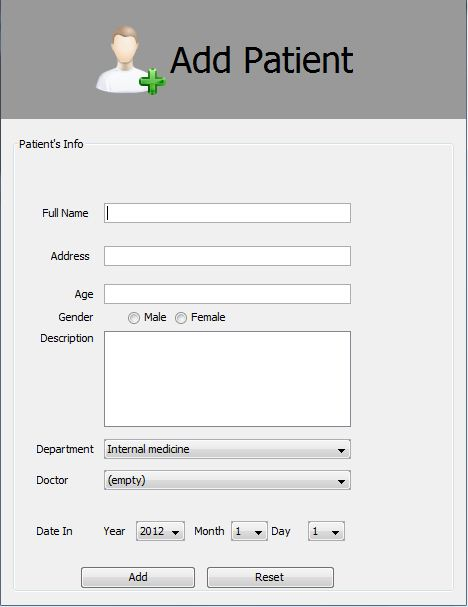 Add Patient
Patient's Info
Full Name
Address
Age
Gender Male Female
Description
Department Internal medicine
Doctor (empty)
Date In Year 2012 Month 1 Day 1
Add Reset